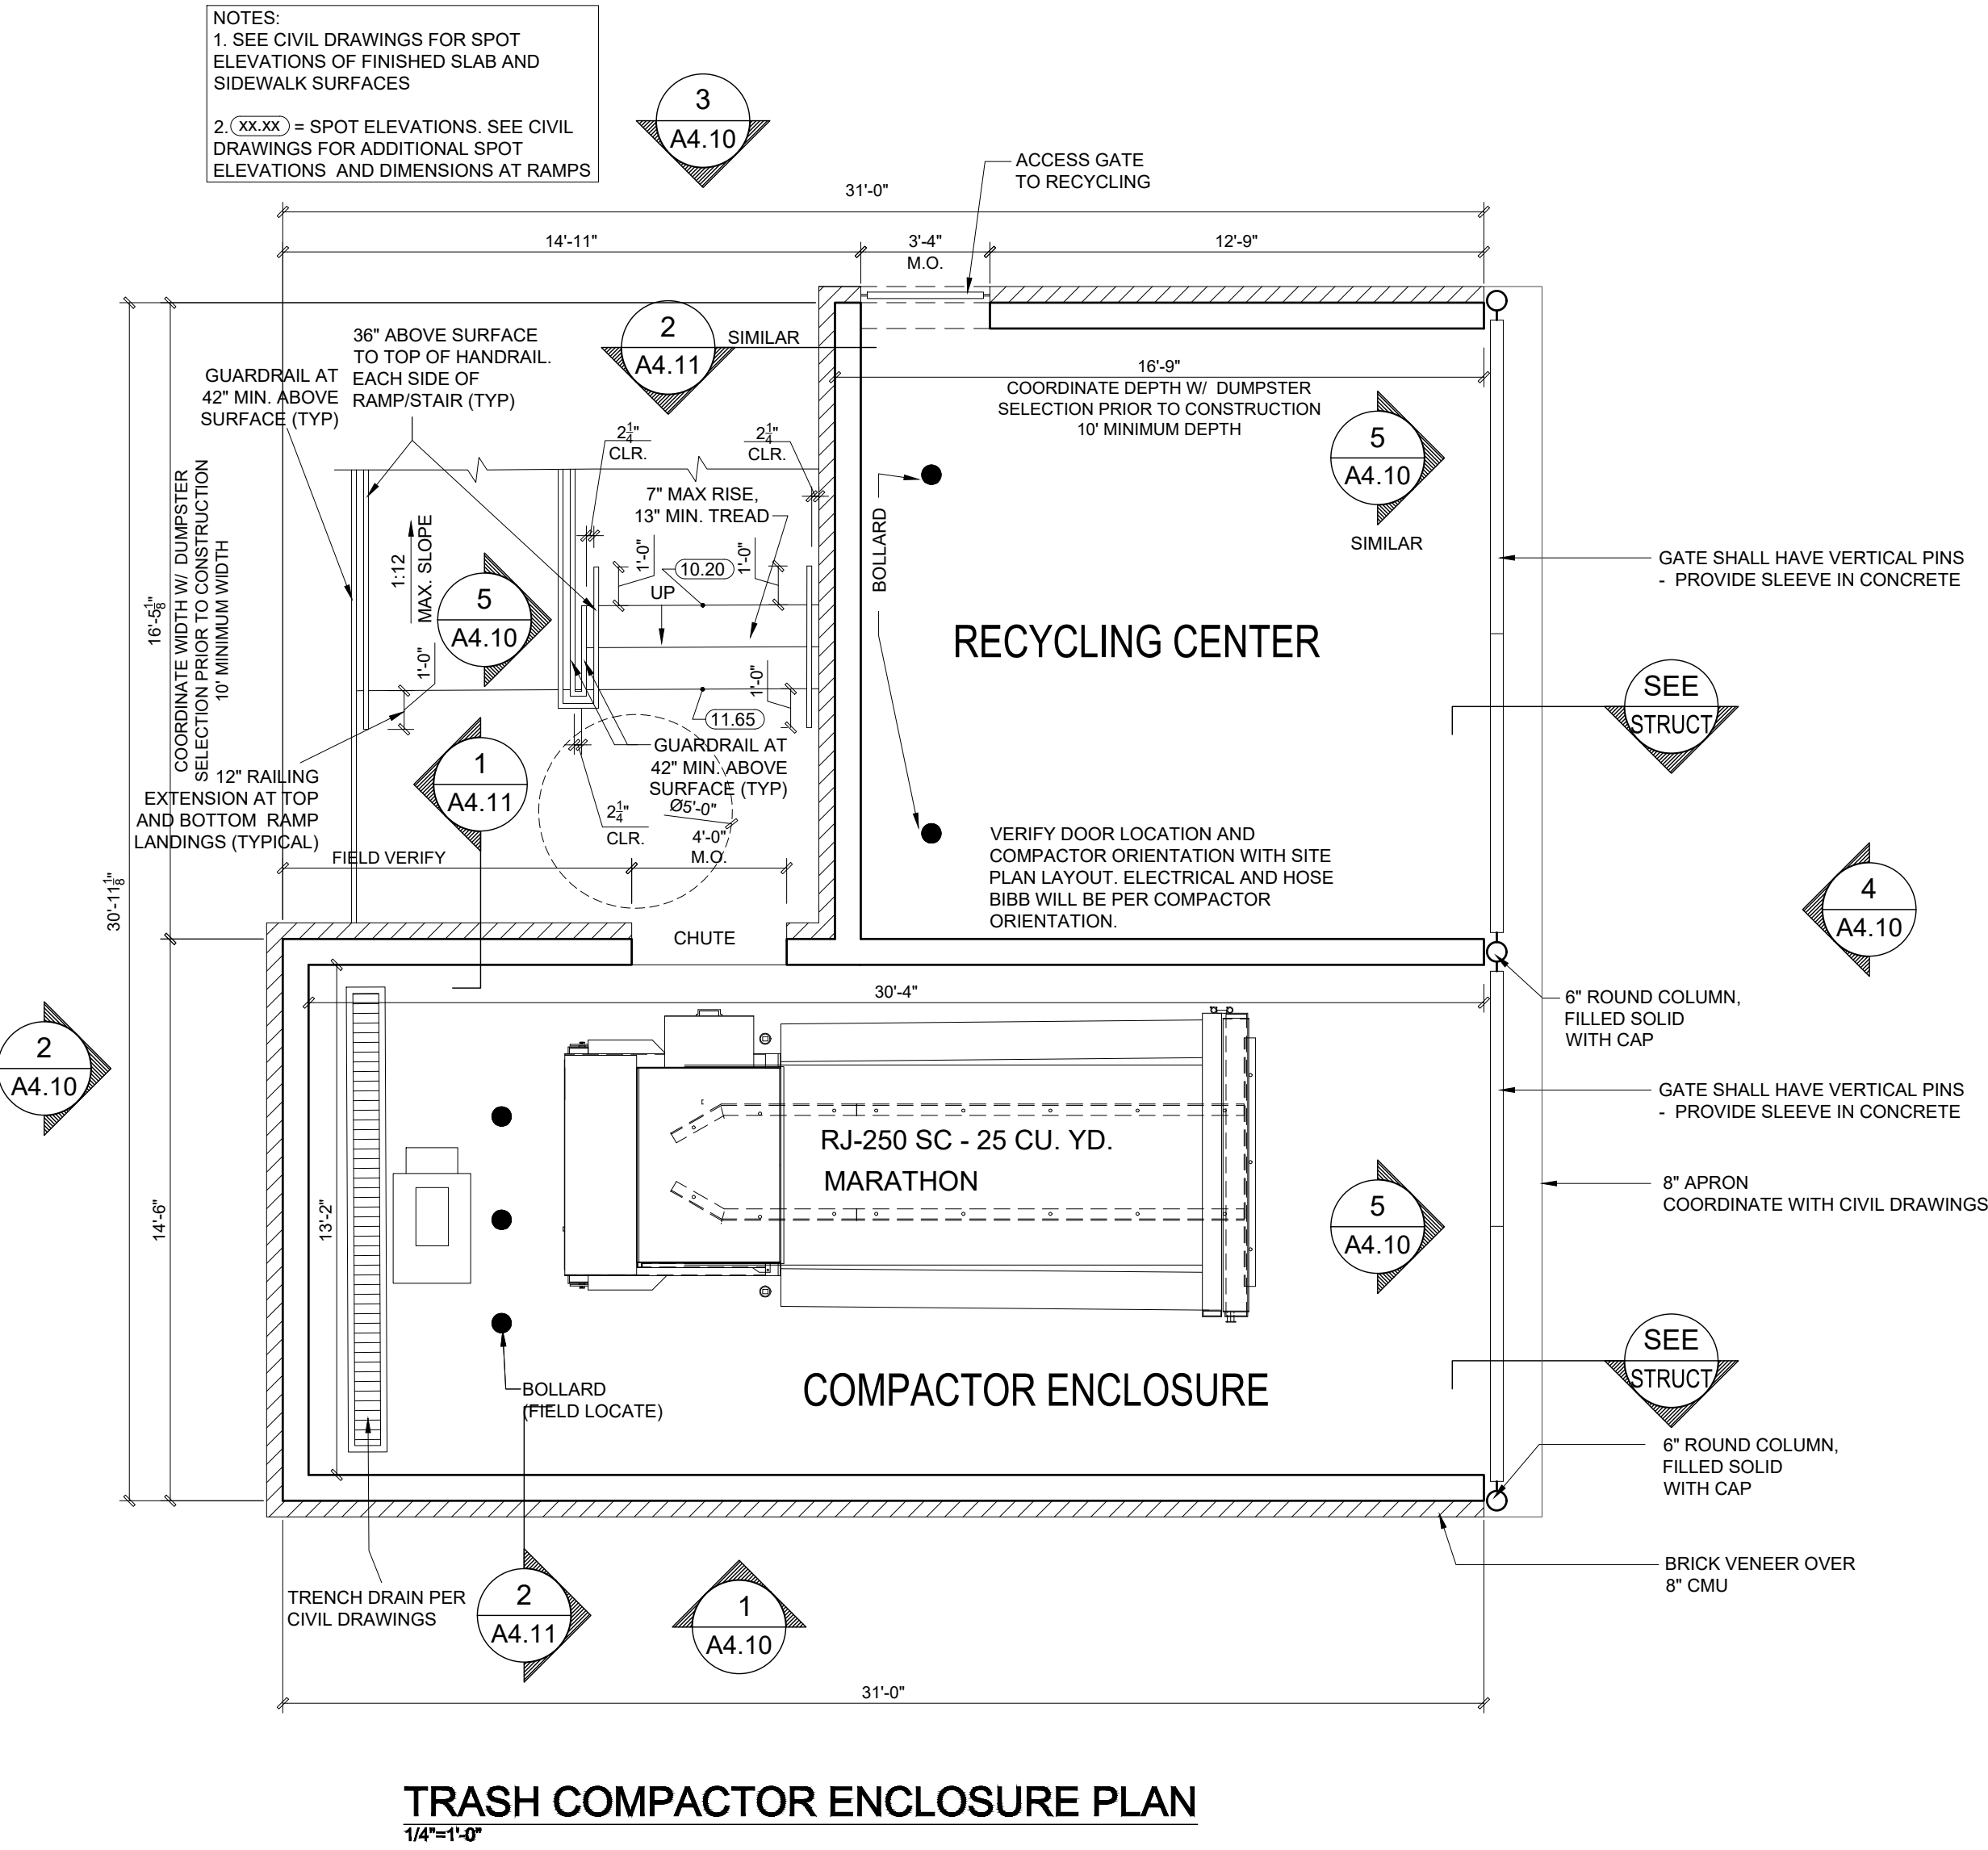 NOTES:
1. SEE CIVIL DRAWINGS FOR SPOT
ELEVATIONS OF FINISHED SLAB AND
SIDEWALK SURFACES
2. XX.XX = SPOT ELEVATIONS. SEE CIVIL
DRAWINGS FOR ADDITIONAL SPOT
ELEVATIONS AND DIMENSIONS AT RAMPS
3
A4.10
ACCESS GATE
TO RECYCLING
31'-0"
14'-11"
3'-4"
M.O.
12'-9"
36" ABOVE SURFACE
TO TOP OF HANDRAIL.
EACH SIDE OF
RAMP/STAIR (TYP)
GUARDRAIL AT
42" MIN. ABOVE
SURFACE (TYP)
2
A4.11
SIMILAR
16'-9"
COORDINATE DEPTH W/ DUMPSTER
SELECTION PRIOR TO CONSTRUCTION
10' MINIMUM DEPTH
5
A4.10
SIMILAR
2 1/4"
CLR.
2 1/4"
CLR.
7" MAX RISE,
13" MIN. TREAD
1'-0"
10.20
1'-0"
UP
1:12
MAX. SLOPE
5
A4.10
1'-0"
BOLLARD
RECYCLING CENTER
GATE SHALL HAVE VERTICAL PINS
- PROVIDE SLEEVE IN CONCRETE
16'-5 1/8"
COORDINATE WIDTH W/ DUMPSTER
SELECTION PRIOR TO CONSTRUCTION
10' MINIMUM WIDTH
30'-11 1/8"
1'-0"
11.65
SEE
STRUCT
GUARDRAIL AT
42" MIN. ABOVE
SURFACE (TYP)
1
A4.11
12" RAILING
EXTENSION AT TOP
AND BOTTOM RAMP
LANDINGS (TYPICAL)
Ø5'-0"
2 1/4"
CLR.
4'-0"
M.O.
FIELD VERIFY
VERIFY DOOR LOCATION AND
COMPACTOR ORIENTATION WITH SITE
PLAN LAYOUT. ELECTRICAL AND HOSE
BIBB WILL BE PER COMPACTOR
ORIENTATION.
4
A4.10
CHUTE
30'-4"
6" ROUND COLUMN,
FILLED SOLID
WITH CAP
2
A4.10
GATE SHALL HAVE VERTICAL PINS
- PROVIDE SLEEVE IN CONCRETE
RJ-250 SC - 25 CU. YD.
MARATHON
14'-6"
13'-2"
5
A4.10
8" APRON
COORDINATE WITH CIVIL DRAWINGS
BOLLARD
(FIELD LOCATE)
COMPACTOR ENCLOSURE
SEE
STRUCT
6" ROUND COLUMN,
FILLED SOLID
WITH CAP
BRICK VENEER OVER
8" CMU
TRENCH DRAIN PER
CIVIL DRAWINGS
2
A4.11
1
A4.10
31'-0"
TRASH COMPACTOR ENCLOSURE PLAN
1/4"=1'-0"